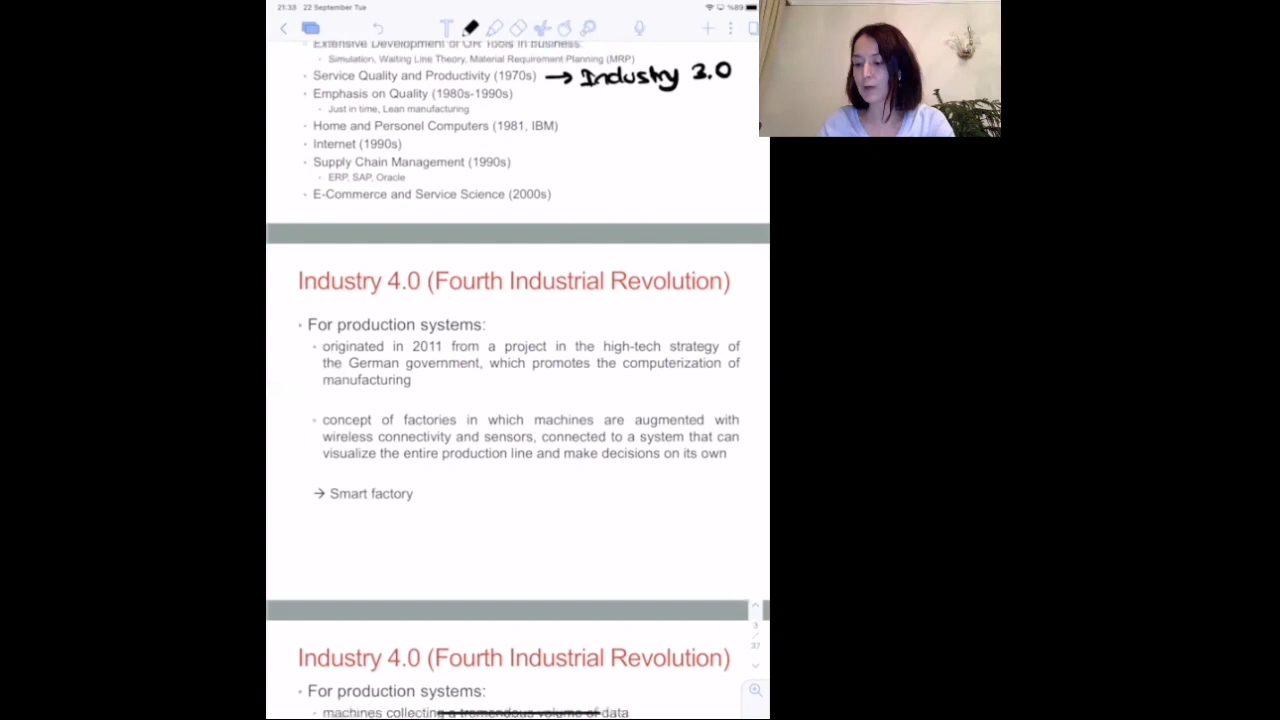 21:33 22 September Tue
%89
Extensive Development of OR Tools in business:
Simulation, Waiting Line Theory, Material Requirement Planning (MRP)
Service Quality and Productivity (1970s) → Industry 3.0
Emphasis on Quality (1980s-1990s)
Just in time, Lean manufacturing
Home and Personel Computers (1981, IBM)
Internet (1990s)
Supply Chain Management (1990s)
ERP, SAP, Oracle
E-Commerce and Service Science (2000s)
Industry 4.0 (Fourth Industrial Revolution)
For production systems:
originated in 2011 from a project in the high-tech strategy of
the German government, which promotes the computerization of
manufacturing
concept of factories in which machines are augmented with
wireless connectivity and sensors, connected to a system that can
visualize the entire production line and make decisions on its own
→ Smart factory
3
/
37
Industry 4.0 (Fourth Industrial Revolution)
For production systems:
machines collecting a tremendous volume of data